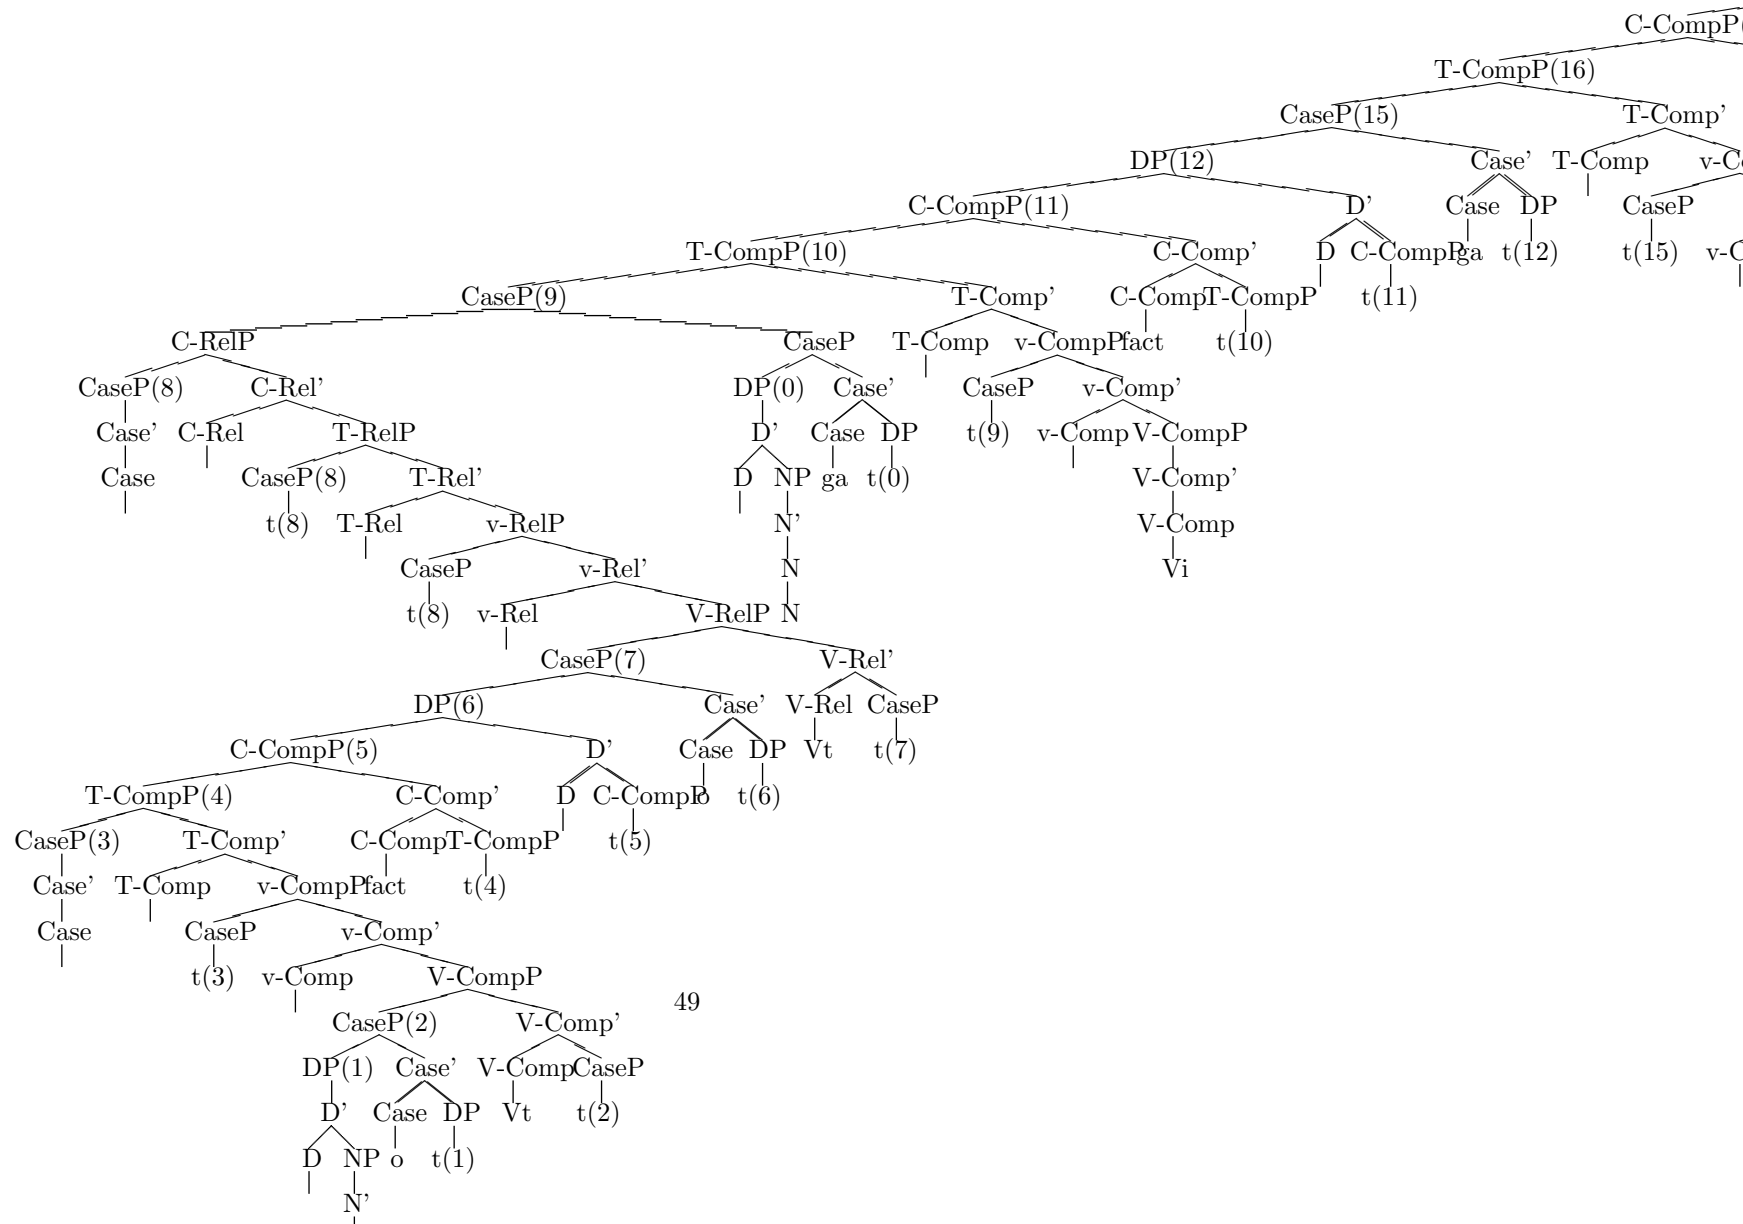 C-CompP(
T-CompP(16)
CaseP(15) T-Comp'
DP(12) Case' T-Comp v-Co
C-CompP(11) D' Case DP CaseP
T-CompP(10) C-Comp' D C-CompP ga t(12) t(15) v-C
CaseP(9) T-Comp' C-Comp T-CompP t(11)
C-RelP CaseP T-Comp v-CompP fact t(10)
CaseP(8) C-Rel' DP(0) Case' CaseP v-Comp'
Case' C-Rel T-RelP D' Case DP t(9) v-Comp V-CompP
Case CaseP(8) T-Rel' D NP ga t(0) V-Comp'
t(8) T-Rel v-RelP N' V-Comp
CaseP v-Rel' N Vi
t(8) v-Rel V-RelP N
CaseP(7) V-Rel'
DP(6) Case' V-Rel CaseP
C-CompP(5) D' Case DP Vt t(7)
T-CompP(4) C-Comp' D C-CompP o t(6)
CaseP(3) T-Comp' C-Comp T-CompP t(5)
Case' T-Comp v-CompP fact t(4)
Case CaseP v-Comp'
t(3) v-Comp V-CompP
49
CaseP(2) V-Comp'
DP(1) Case' V-Comp CaseP
D' Case DP Vt t(2)
D NP o t(1)
N'